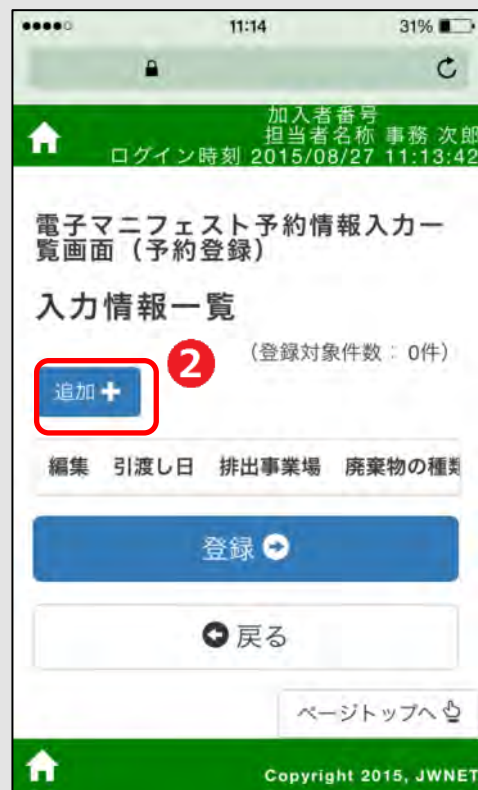 11:14
31%
加入者番号
担当者名称 事務 次郎
ログイン時刻 2015/08/27 11:13:42
電子マニフェスト予約情報入力一
覧画面（予約登録）
入力情報一覧
（登録対象件数： 0件）
2
追加
編集 引渡し日 排出事業場 廃棄物の種類
登録
戻る
ページトップへ
Copyright 2015, JWNET